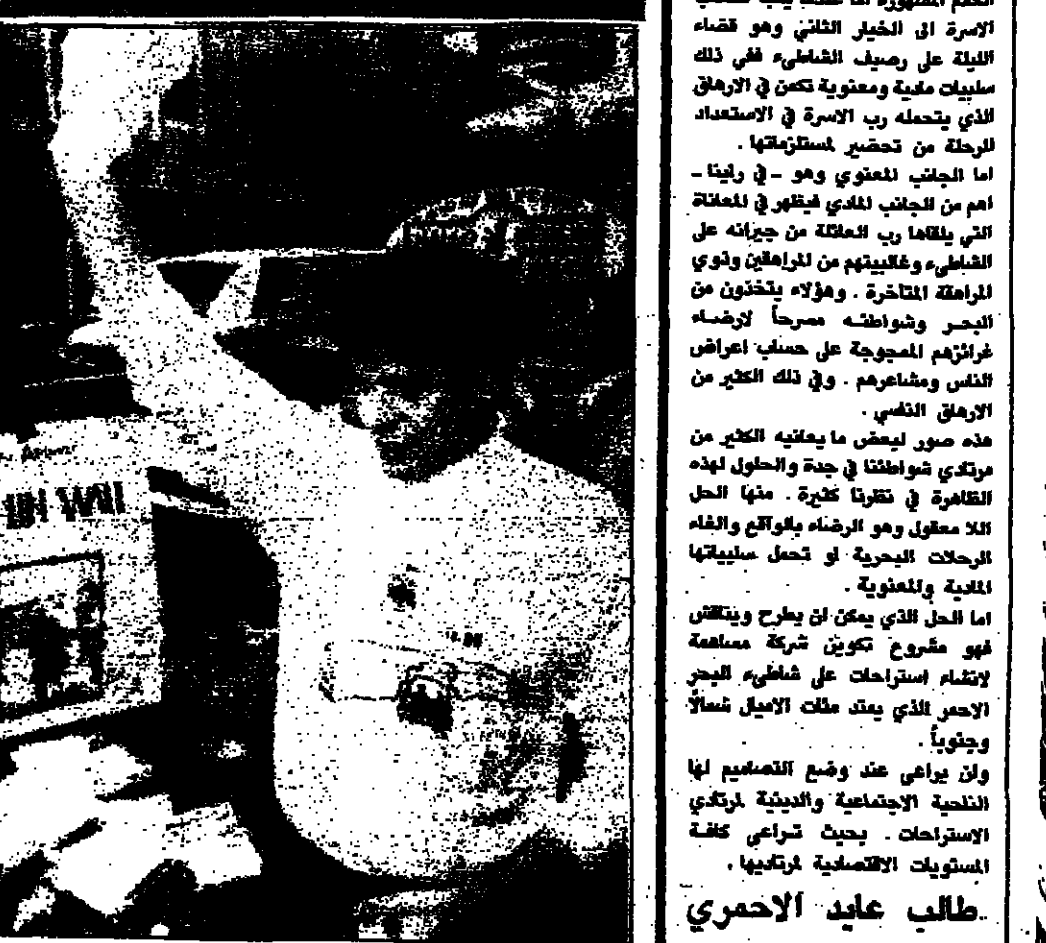 الاسرة الى الخيار الثاني وهو قضاء
الليلة على رصيف الشاطىء ففي ذلك
سلبيات مادية ومعنوية تكمن في الارهاق
الذي يتحمله رب الاسرة في الاستعداد
للرحلة من تحضير لمستلزماتها .
اما الجانب المعنوي وهو - في راينا -
اهم من الجانب المادي فيظهر في المعاناة
التي يلقاها رب العائلة من جيرانه على
الشاطىء وغالبيتهم من المراهقين وذوي
المراهقة المتأخرة . وهؤلاء يتخذون من
البحر وشواطئه مسرحاً لارضاء
غرائزهم الممجوجة على حساب اعراض
الناس ومشاعرهم . وفي ذلك الكثير من
الارهاق النفسي .
هذه صور لبعض ما يعانيه الكثير من
مرتادي شواطئنا في جدة والحلول لهذه
الظاهرة في نظرنا كثيرة . منها الحل
اللا معقول وهو الرضاء بالواقع والغاء
الرحلات البحرية او تحمل سلبياتها
المادية والمعنوية .
اما الحل الذي يمكن ان يطرح ويناقش
فهو مشروع تكوين شركة مساهمة
لانشاء استراحات على شاطىء البحر
الاحمر الذي يمتد مئات الاميال شمالاً
وجنوباً .
وان يراعى عند وضع التصاميم لها
الناحية الاجتماعية والدينية لمرتادي
الاستراحات . بحيث تراعى كافة
المستويات الاقتصادية لمرتاديها .
طالب عايد الاحمري